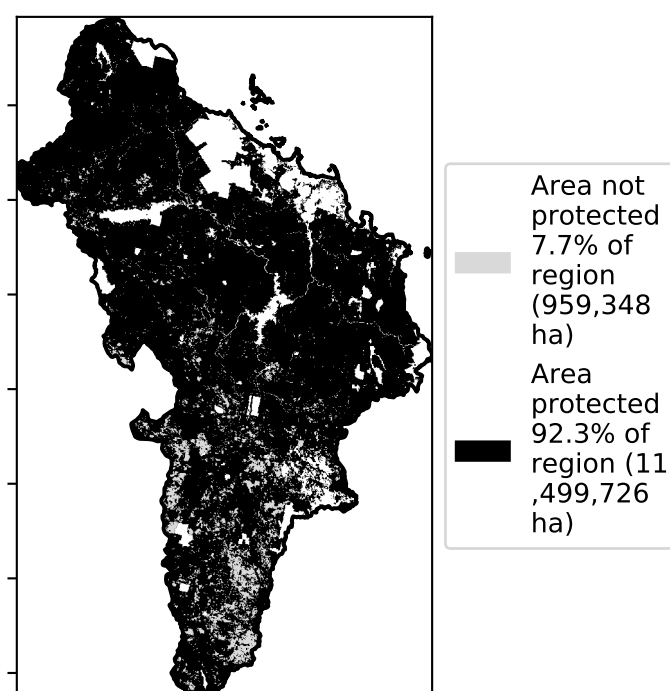 Area not
protected
7.7% of
region
(959,348
ha)
Area
protected
92.3% of
region (11
,499,726
ha)